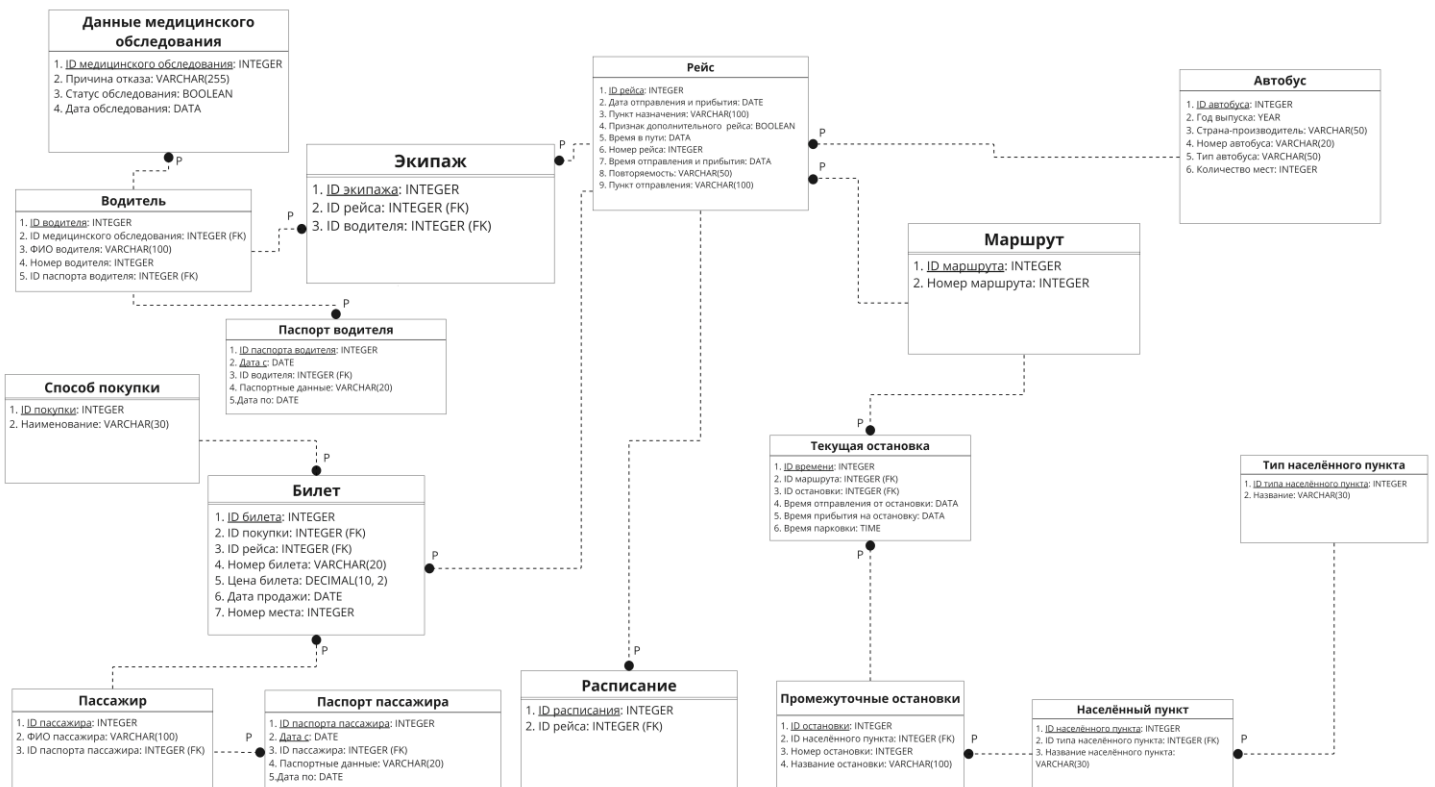 Данные медицинского
обследования
1. ID медицинского обследования: INTEGER
2. Причина отказа: VARCHAR(255)
3. Статус обследования: BOOLEAN
4. Дата обследования: DATA
P
Водитель
1. ID водителя: INTEGER
2. ID медицинского обследования: INTEGER (FK)
3. ФИО водителя: VARCHAR(100)
4. Номер водителя: INTEGER
5. ID паспорта водителя: INTEGER (FK)
P
Экипаж
1. ID экипажа: INTEGER
2. ID рейса: INTEGER (FK)
3. ID водителя: INTEGER (FK)
P
Рейс
1. ID рейса: INTEGER
2. Дата отправления и прибытия: DATE
3. Пункт назначения: VARCHAR(100)
4. Признак дополнительного рейса: BOOLEAN
5. Время в пути: DATA
6. Номер рейса: INTEGER
7. Время отправления и прибытия: DATA
8. Повторяемость: VARCHAR(50)
9. Пункт отправления: VARCHAR(100)
P
P
Автобус
1. ID автобуса: INTEGER
2. Год выпуска: YEAR
3. Страна-производитель: VARCHAR(50)
4. Номер автобуса: VARCHAR(20)
5. Тип автобуса: VARCHAR(50)
6. Количество мест: INTEGER
Маршрут
1. ID маршрута: INTEGER
2. Номер маршрута: INTEGER
P
Паспорт водителя
1. ID паспорта водителя: INTEGER
2. Дата с: DATE
3. ID водителя: INTEGER (FK)
4. Паспортные данные: VARCHAR(20)
5.Дата по: DATE
Способ покупки
1. ID покупки: INTEGER
2. Наименование: VARCHAR(30)
P
Билет
1. ID билета: INTEGER
2. ID покупки: INTEGER (FK)
3. ID рейса: INTEGER (FK)
4. Номер билета: VARCHAR(20)
5. Цена билета: DECIMAL(10, 2)
6. Дата продажи: DATE
7. Номер места: INTEGER
P
P
P
Текущая остановка
1. ID времени: INTEGER
2. ID маршрута: INTEGER (FK)
3. ID остановки: INTEGER (FK)
4. Время отправления от остановки: DATA
5. Время прибытия на остановку: DATA
6. Время парковки: TIME
P
Тип населённого пункта
1. ID типа населённого пункта: INTEGER
2. Название: VARCHAR(30)
Пассажир
1. ID пассажира: INTEGER
2. ФИО пассажира: VARCHAR(100)
3. ID паспорта пассажира: INTEGER (FK)
P
Паспорт пассажира
1. ID паспорта пассажира: INTEGER
2. Дата с: DATE
3. ID пассажира: INTEGER (FK)
4. Паспортные данные: VARCHAR(20)
5.Дата по: DATE
P
Расписание
1. ID расписания: INTEGER
2. ID рейса: INTEGER (FK)
Промежуточные остановки
1. ID остановки: INTEGER
2. ID населённого пункта: INTEGER (FK)
3. Номер остановки: INTEGER
4. Название остановки: VARCHAR(100)
P
Населённый пункт
1. ID населённого пункта: INTEGER
2. ID типа населённого пункта: INTEGER (FK)
3. Название населённого пункта:
VARCHAR(30)
P